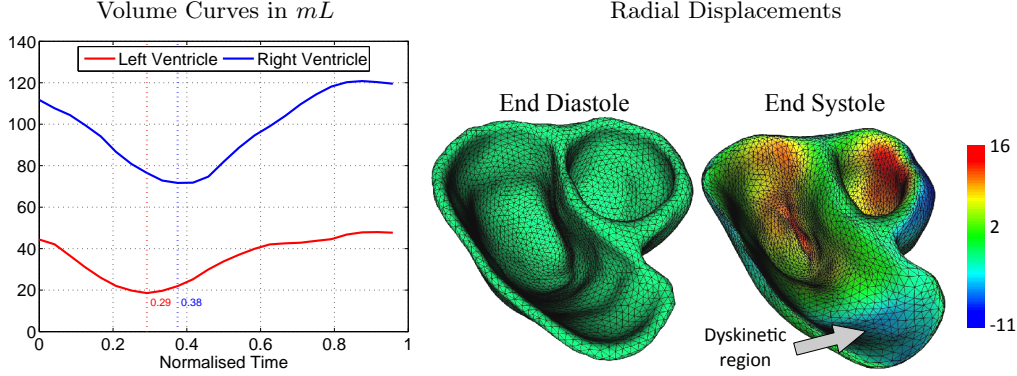 Volume Curves in mL
Radial Displacements
140
120
100
80
60
40
20
0
Left Ventricle
Right Ventricle
0.29
0.38
0
0.2
0.4
0.6
0.8
1
Normalised Time
End Diastole
End Systole
Dyskinetic
region
16
2
-11